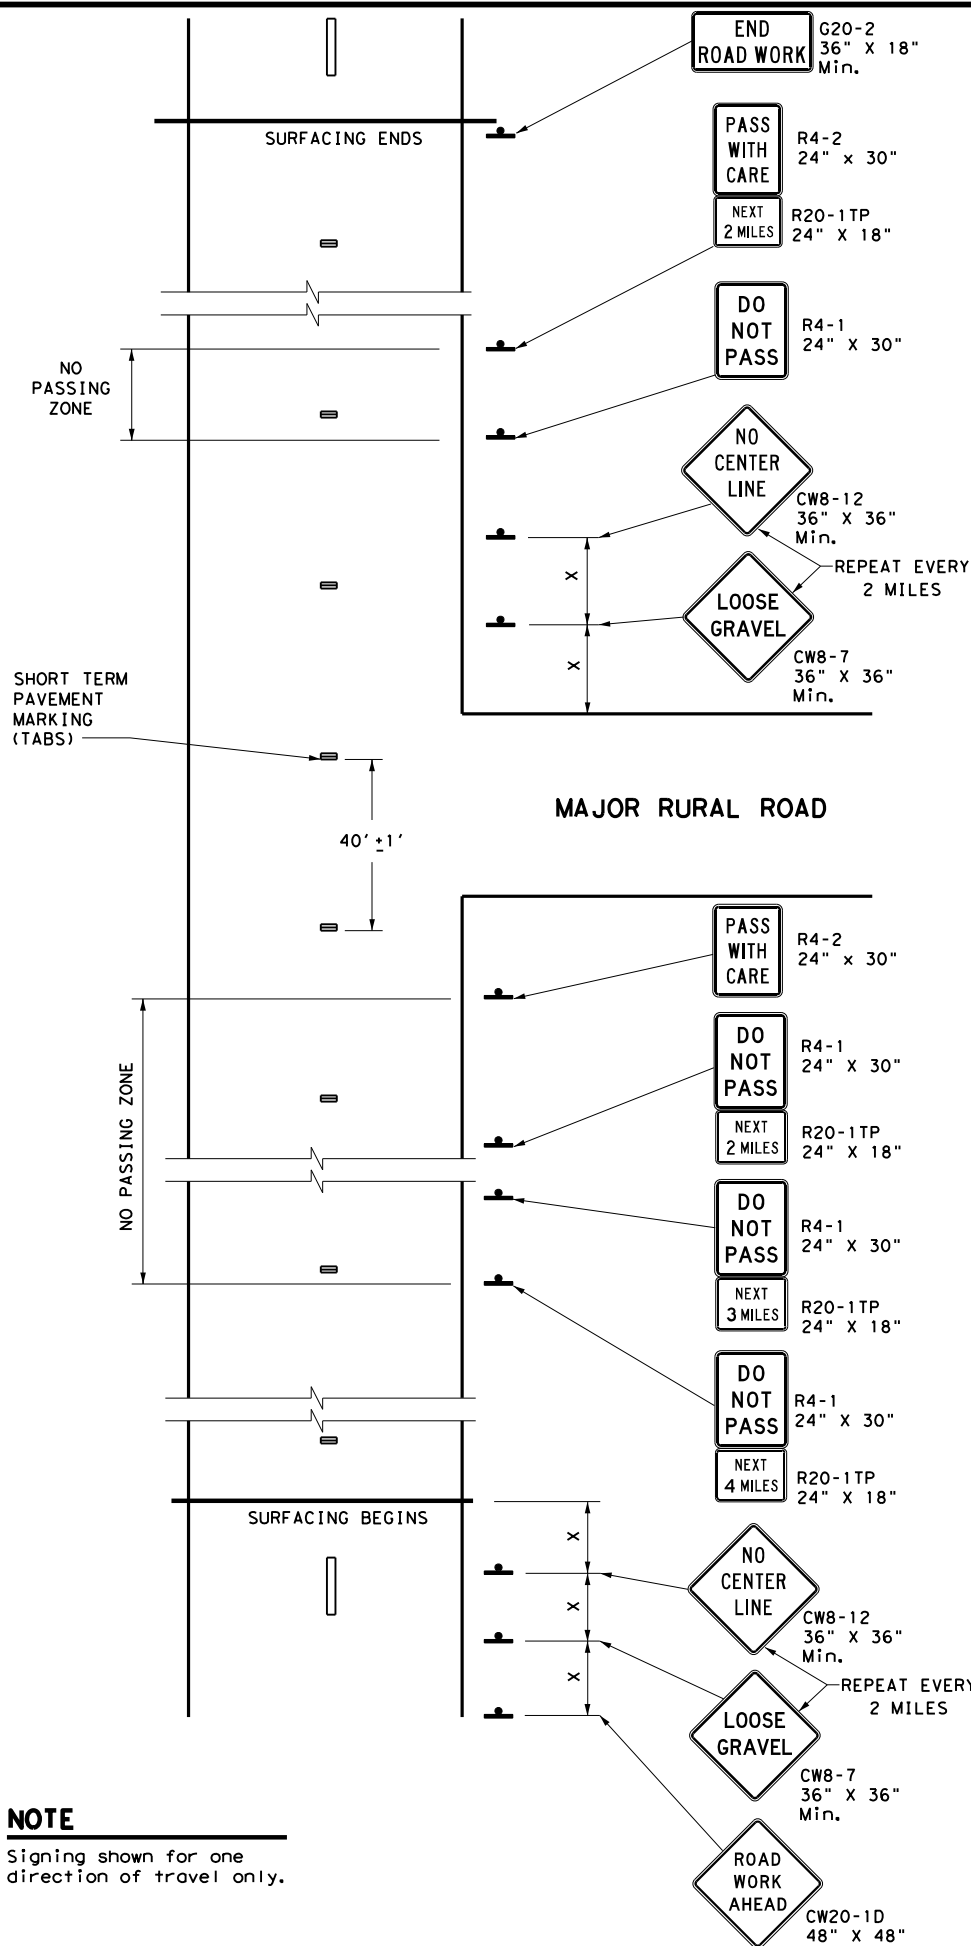 END
ROAD WORK
G20-2
36" X 18"
Min.
SURFACING ENDS
PASS
WITH
CARE
R4-2
24" x 30"
NEXT
2 MILES
R20-1TP
24" X 18"
DO
NOT
PASS
R4-1
24" X 30"
NO
PASSING
ZONE
NO
CENTER
LINE
CW8-12
36" X 36"
Min.
X
REPEAT EVERY
2 MILES
LOOSE
GRAVEL
CW8-7
36" X 36"
Min.
X
SHORT TERM
PAVEMENT
MARKING
(TABS)
MAJOR RURAL ROAD
40' ±1'
PASS
WITH
CARE
R4-2
24" x 30"
NO PASSING ZONE
DO
NOT
PASS
R4-1
24" X 30"
NEXT
2 MILES
R20-1TP
24" X 18"
DO
NOT
PASS
R4-1
24" X 30"
NEXT
3 MILES
R20-1TP
24" X 18"
DO
NOT
PASS
R4-1
24" X 30"
NEXT
4 MILES
R20-1TP
24" X 18"
SURFACING BEGINS
X
NO
CENTER
LINE
CW8-12
36" X 36"
Min.
X
REPEAT EVERY
2 MILES
X
LOOSE
GRAVEL
CW8-7
36" X 36"
Min.
NOTE
Signing shown for one
direction of travel only.
ROAD
WORK
AHEAD
CW20-1D
48" X 48"